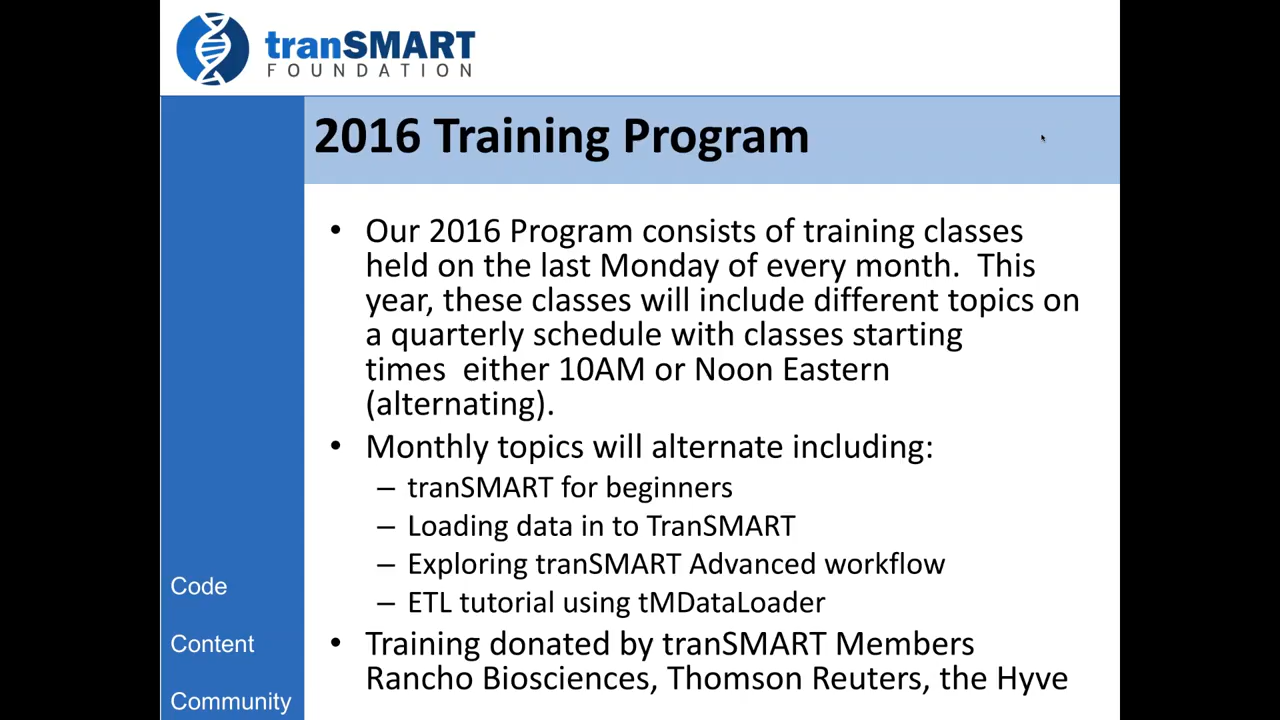 tranSMART
FOUNDATION
2016 Training Program
• Our 2016 Program consists of training classes
held on the last Monday of every month.  This
year, these classes will include different topics on
a quarterly schedule with classes starting
times  either 10AM or Noon Eastern
(alternating).
• Monthly topics will alternate including:
– tranSMART for beginners
– Loading data in to TranSMART
– Exploring tranSMART Advanced workflow
– ETL tutorial using tMDataLoader
• Training donated by tranSMART Members
Rancho Biosciences, Thomson Reuters, the Hyve
Code
Content
Community